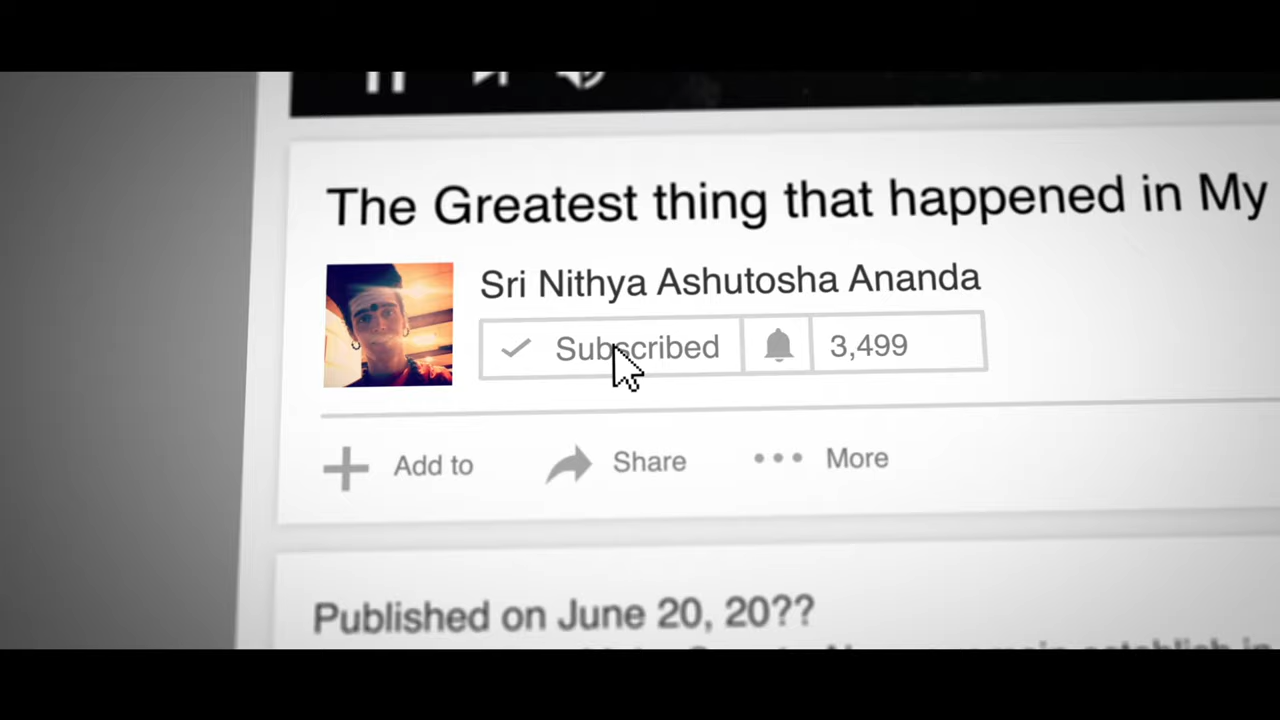 The Greatest thing that happened in My
Sri Nithya Ashutosha Ananda
Subscribed 3,499
Add to Share More
Published on June 20, 20??